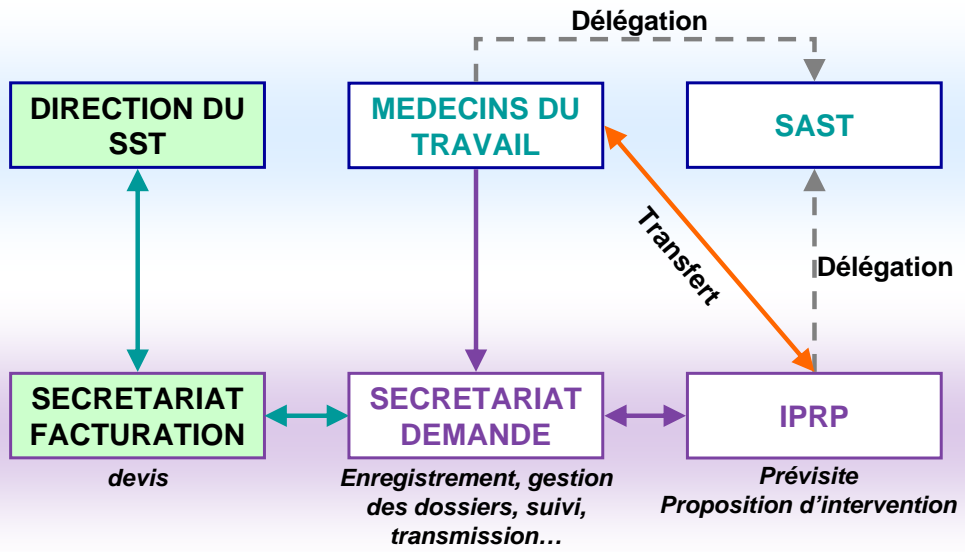 Délégation
DIRECTION DU
SST
MEDECINS DU
TRAVAIL
SAST
Transfert
Délégation
SECRETARIAT
FACTURATION
SECRETARIAT
DEMANDE
IPRP
devis
Enregistrement, gestion
des dossiers, suivi,
transmission…
Prévisite
Proposition d’intervention